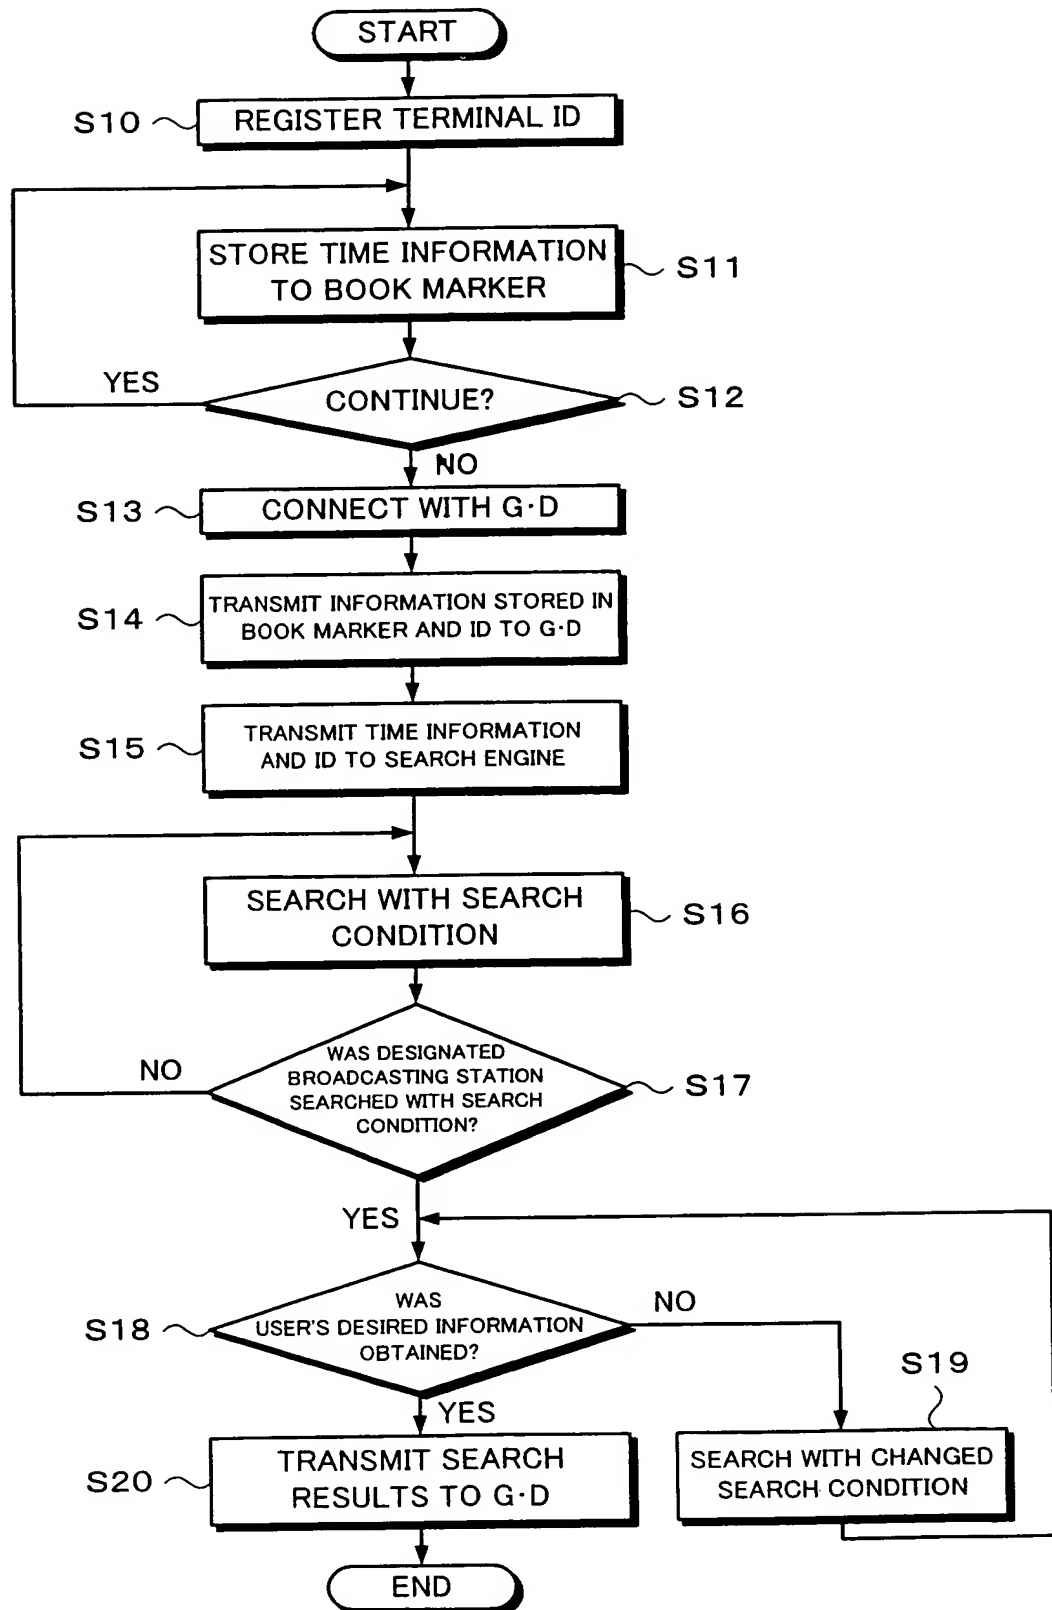 START
S10
REGISTER TERMINAL ID
STORE TIME INFORMATION
TO BOOK MARKER
S11
YES
CONTINUE?
S12
NO
S13
CONNECT WITH G·D
S14
TRANSMIT INFORMATION STORED IN
BOOK MARKER AND ID TO G·D
S15
TRANSMIT TIME INFORMATION
AND ID TO SEARCH ENGINE
SEARCH WITH SEARCH
CONDITION
S16
NO
WAS DESIGNATED
BROADCASTING STATION
SEARCHED WITH SEARCH
CONDITION?
S17
YES
S18
WAS
USER'S DESIRED INFORMATION
OBTAINED?
NO
YES
S19
SEARCH WITH CHANGED
SEARCH CONDITION
S20
TRANSMIT SEARCH
RESULTS TO G·D
END